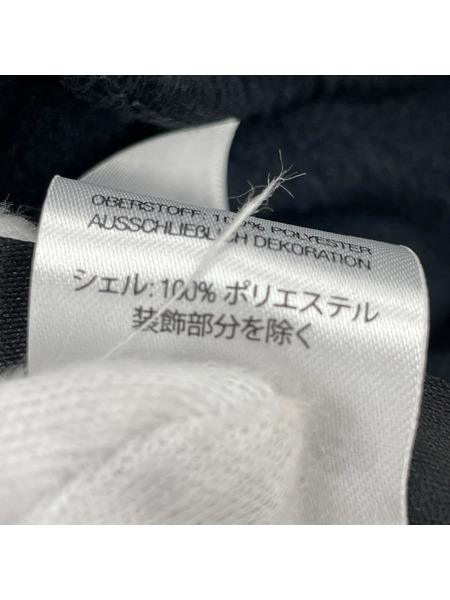 OBERSTOFF: 100% POLYESTER
AUSSCHLIEßLICH DEKORATION
シェル: 100% ポリエステル
装飾部分を除く